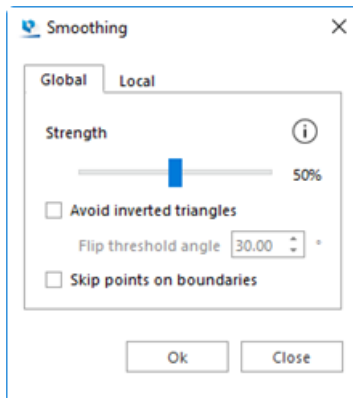 Smoothing
Global Local
Strength
50%
Avoid inverted triangles
Flip threshold angle 30.00 °
Skip points on boundaries
Ok Close